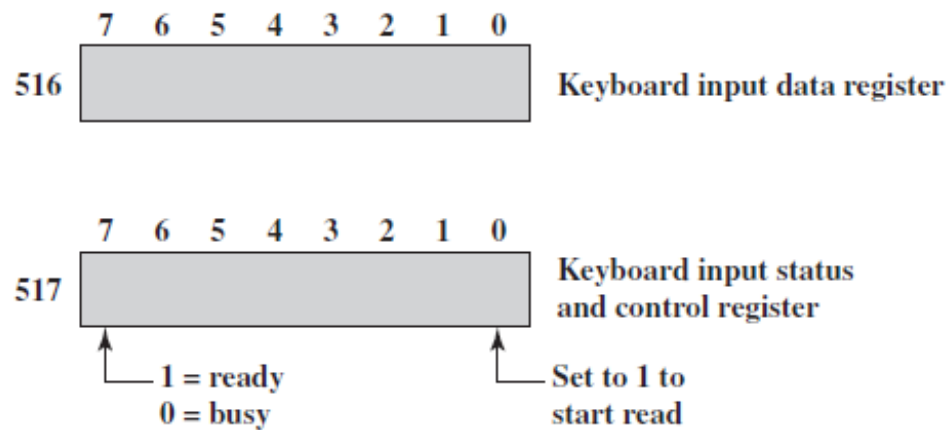 7 6 5 4 3 2 1 0
516 Keyboard input data register
7 6 5 4 3 2 1 0
517 Keyboard input status
and control register
1 = ready Set to 1 to
0 = busy start read